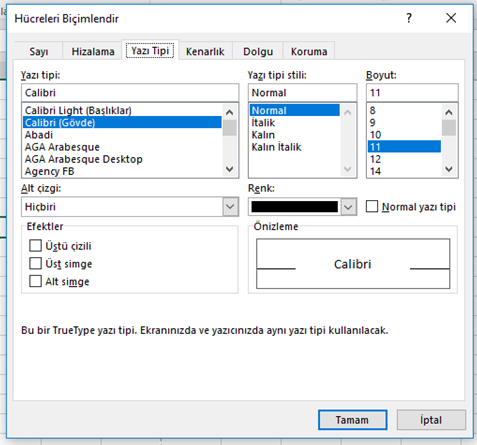 Hücreleri Biçimlendir
?
Sayı Hizalama Yazı Tipi Kenarlık Dolgu Koruma
Yazı tipi: Yazı tipi stili: Boyut:
Calibri Normal 11
Calibri Light (Başlıklar) Normal 8
Calibri (Gövde) İtalik 9
Abadi Kalın 10
AGA Arabesque Kalın İtalik 11
AGA Arabesque Desktop 12
Agency FB 14
Alt çizgi: Renk:
Hiçbiri Normal yazı tipi
Efektler Önizleme
Üstü çizili
Üst simge Calibri
Alt simge
Bu bir TrueType yazı tipi. Ekranınızda ve yazıcınızda aynı yazı tipi kullanılacak.
Tamam İptal